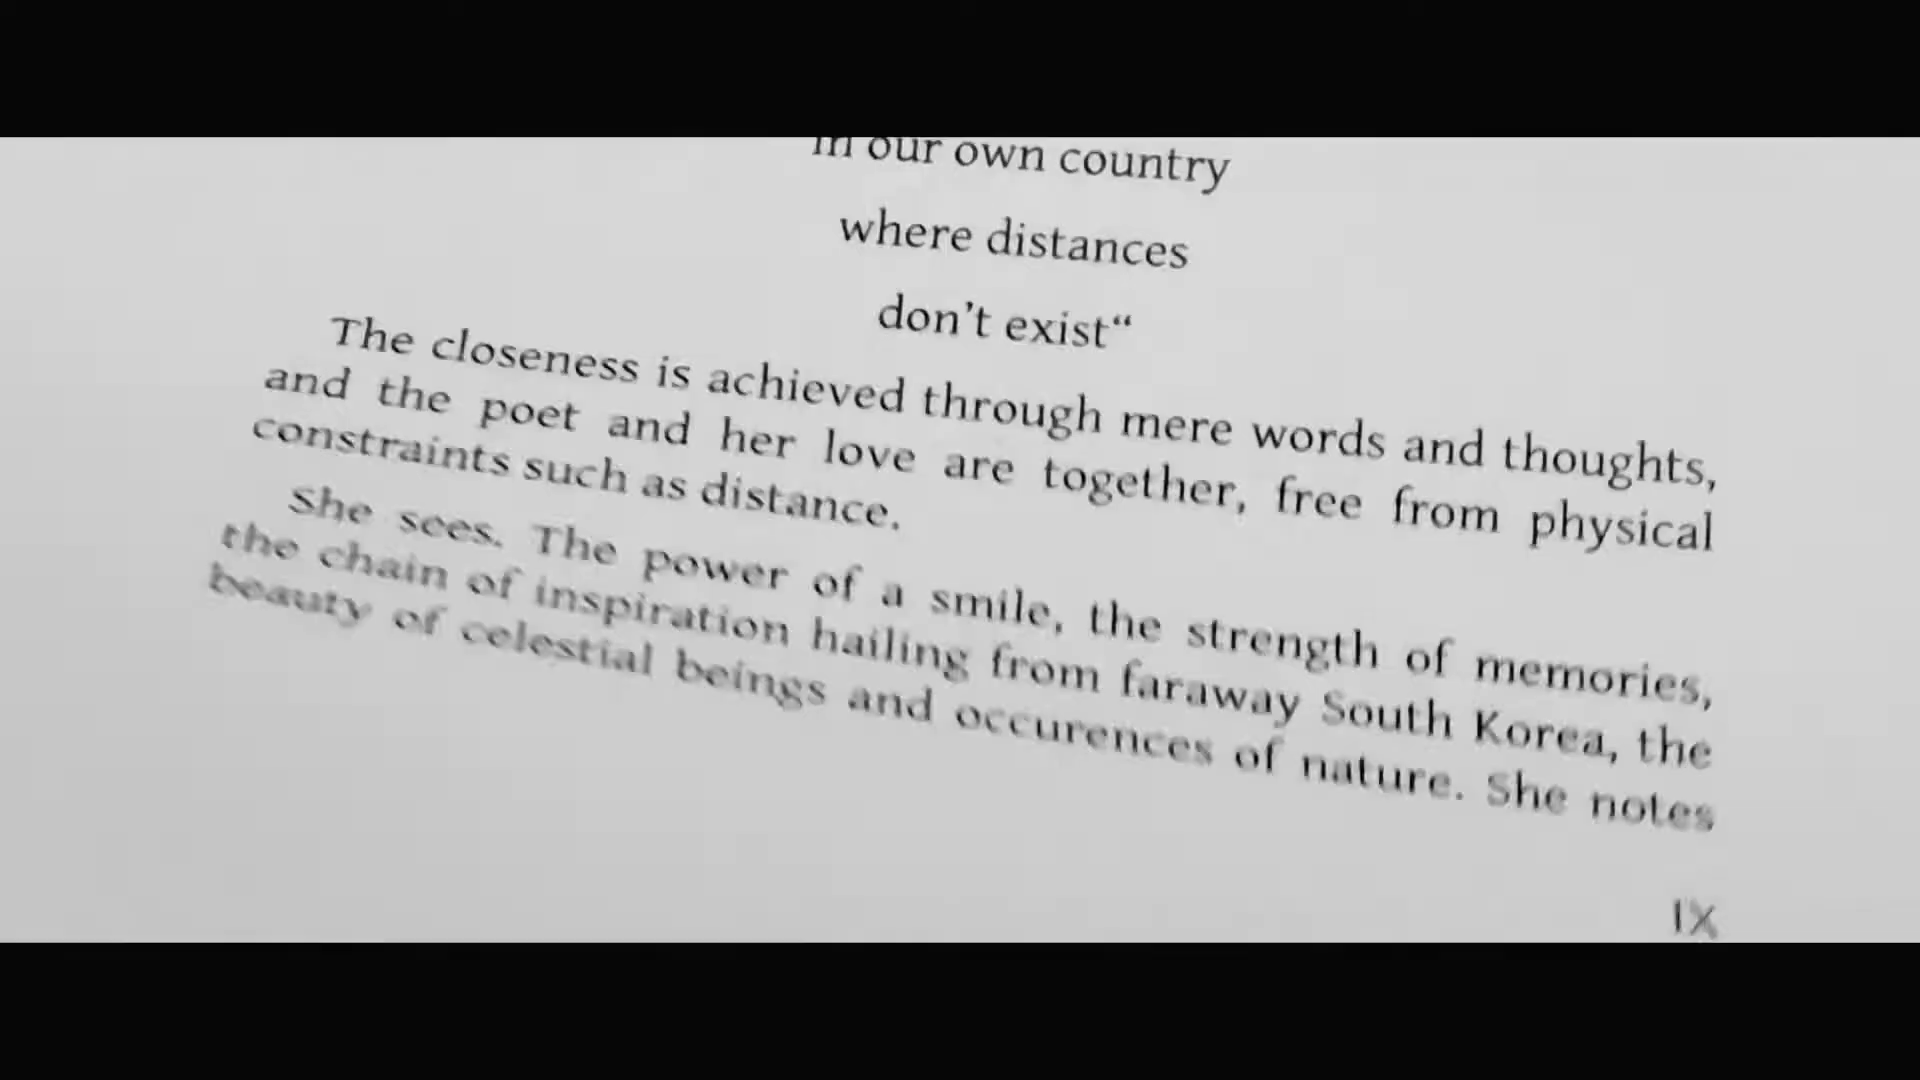 in our own country
where distances
don't exist“
The closeness is achieved through mere words and thoughts,
and the poet and her love are together, free from physical
constraints such as distance.
She sees. The power of a smile, the strength of memories,
the chain of inspiration hailing from faraway South Korea, the
beauty of celestial beings and occurences of nature. She notes
IX